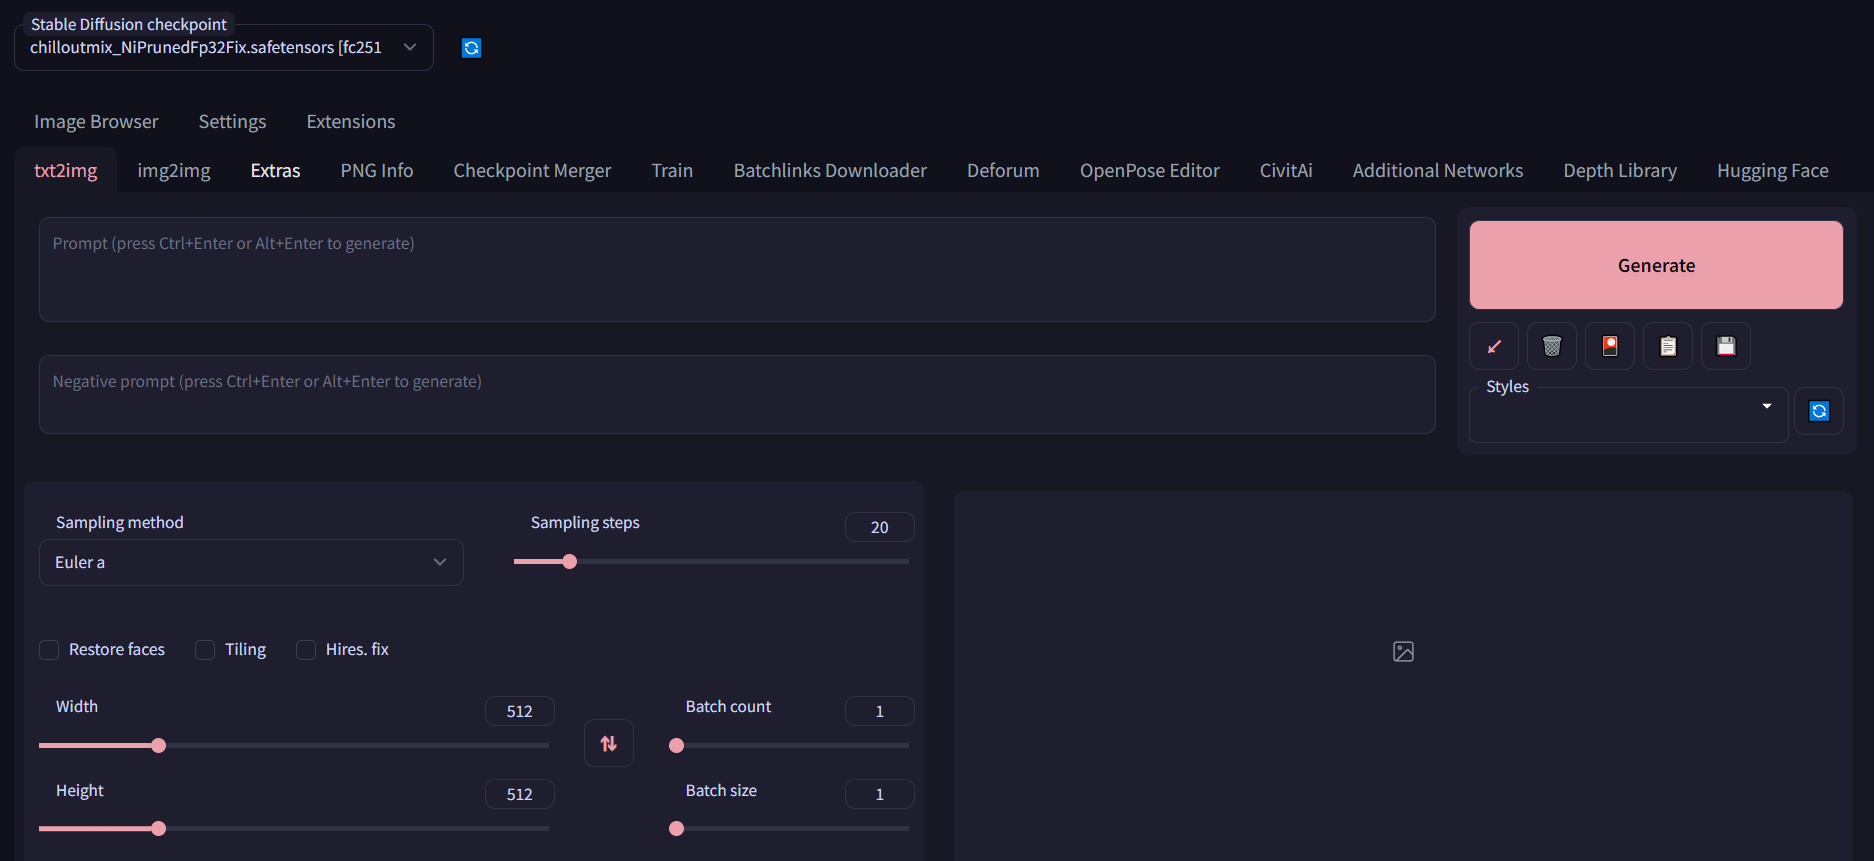 Stable Diffusion checkpoint
chilloutmix_NiPrunedFp32Fix.safetensors [fc251
Image Browser Settings Extensions
txt2img img2img Extras PNG Info Checkpoint Merger Train Batchlinks Downloader Deforum OpenPose Editor CivitAi Additional Networks Depth Library Hugging Face
Prompt (press Ctrl+Enter or Alt+Enter to generate)
Generate
Negative prompt (press Ctrl+Enter or Alt+Enter to generate)
Styles
Sampling method
Euler a
Sampling steps
20
Restore faces Tiling Hires. fix
Width
512
Batch count
1
Height
512
Batch size
1